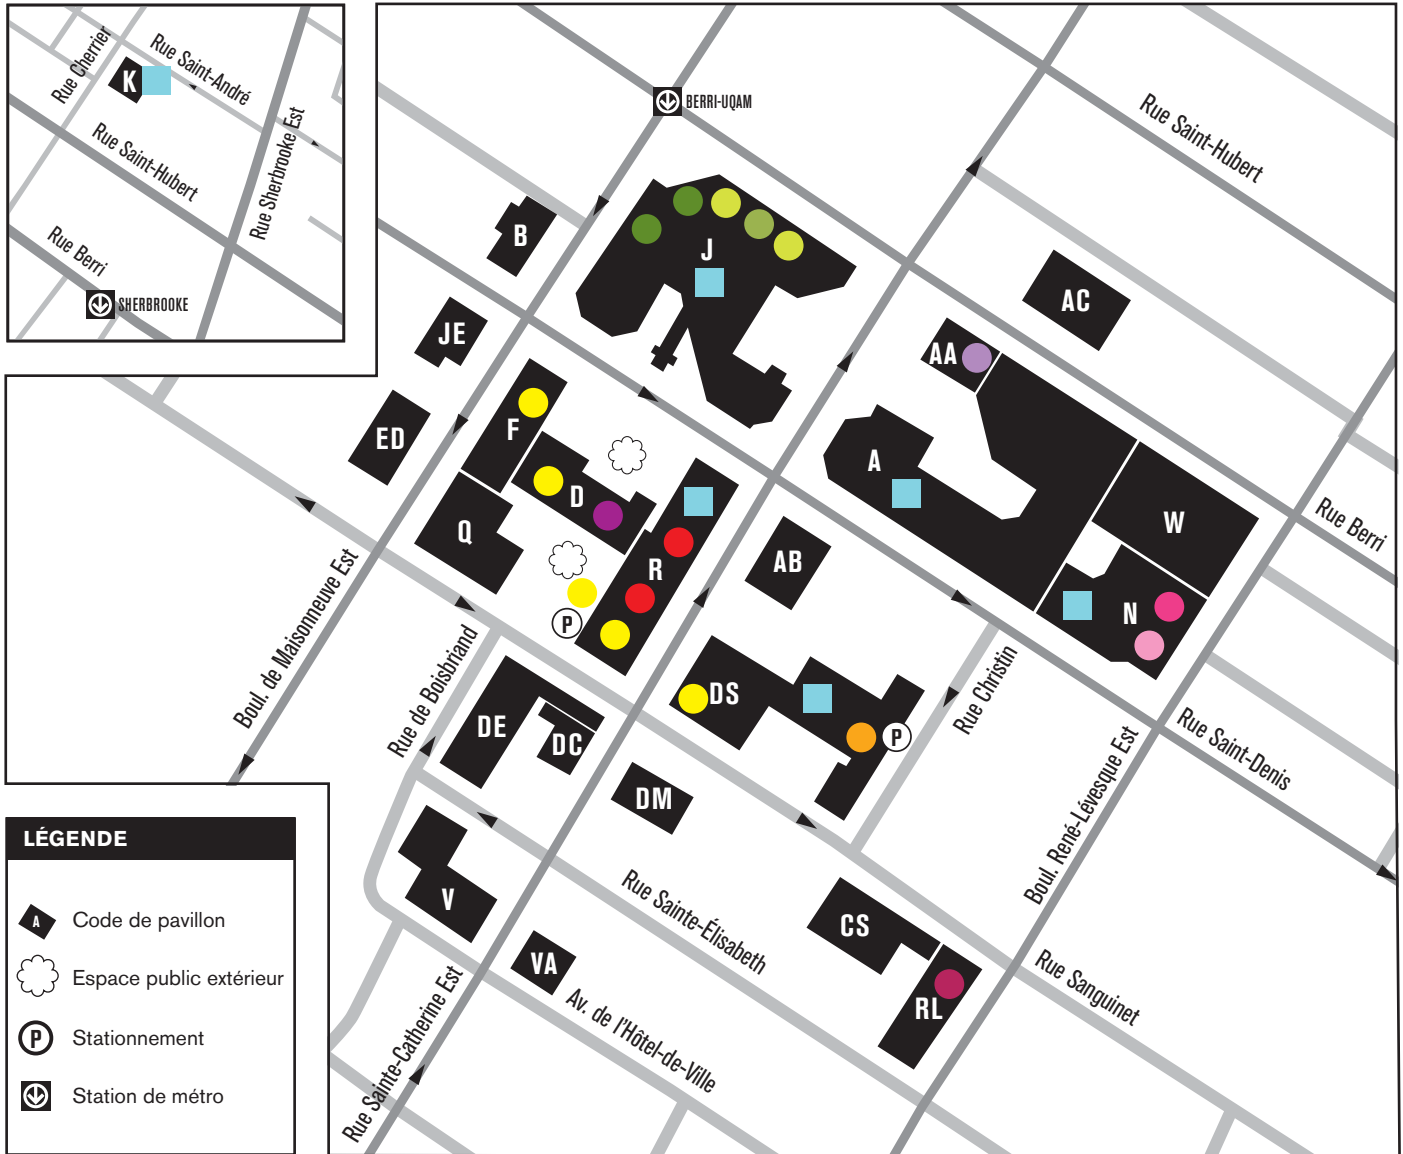 Rue Cherrier
Rue Saint-André
K
Rue Saint-Hubert
Rue Sherbrooke Est
Rue Berri
SHERBROOKE
BERRI-UQAM
Rue Saint-Hubert
B
J
AC
JE
AA
ED
F
A
D
Q
R
AB
W
Rue Berri
N
P
Boul. de Maisonneuve Est
Rue de Boisbriand
DS
P
Rue Christin
DE
DC
Rue Saint-Denis
DM
Boul. René-Lévesque Est
V
Rue Sainte-Élisabeth
CS
VA
RL
Rue Sanguinet
Av. de l'Hôtel-de-Ville
Rue Sainte-Catherine Est
LÉGENDE
A Code de pavillon
Espace public extérieur
P Stationnement
Station de métro